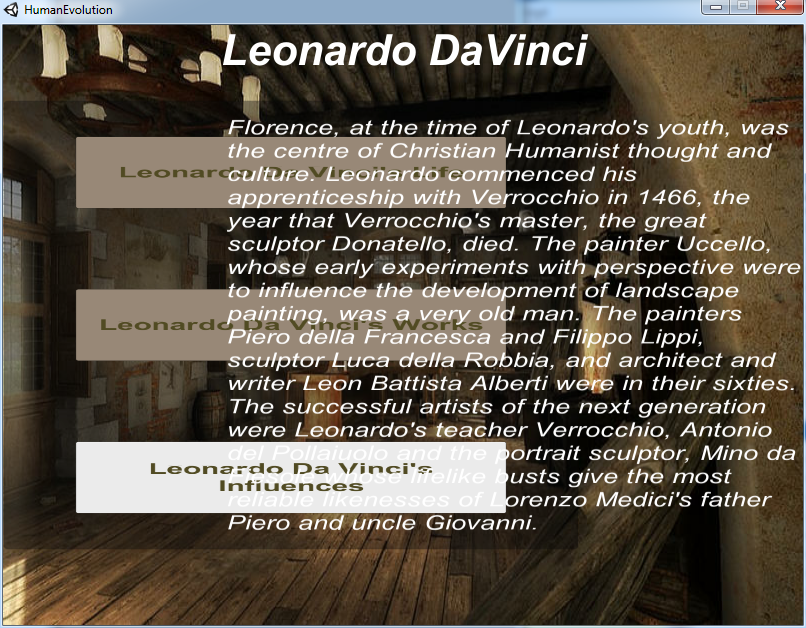 HumanEvolution
Leonardo DaVinci
Leonardo Da Vinci's Life
Leonardo Da Vinci's Works
Leonardo Da Vinci's
Influences
Florence, at the time of Leonardo's youth, was
the centre of Christian Humanist thought and
culture. Leonardo commenced his
apprenticeship with Verrocchio in 1466, the
year that Verrocchio's master, the great
sculptor Donatello, died. The painter Uccello,
whose early experiments with perspective were
to influence the development of landscape
painting, was a very old man. The painters
Piero della Francesca and Filippo Lippi,
sculptor Luca della Robbia, and architect and
writer Leon Battista Alberti were in their sixties.
The successful artists of the next generation
were Leonardo's teacher Verrocchio, Antonio
del Pollaiuolo and the portrait sculptor, Mino da
Fiesole whose lifelike busts give the most
reliable likenesses of Lorenzo Medici's father
Piero and uncle Giovanni.